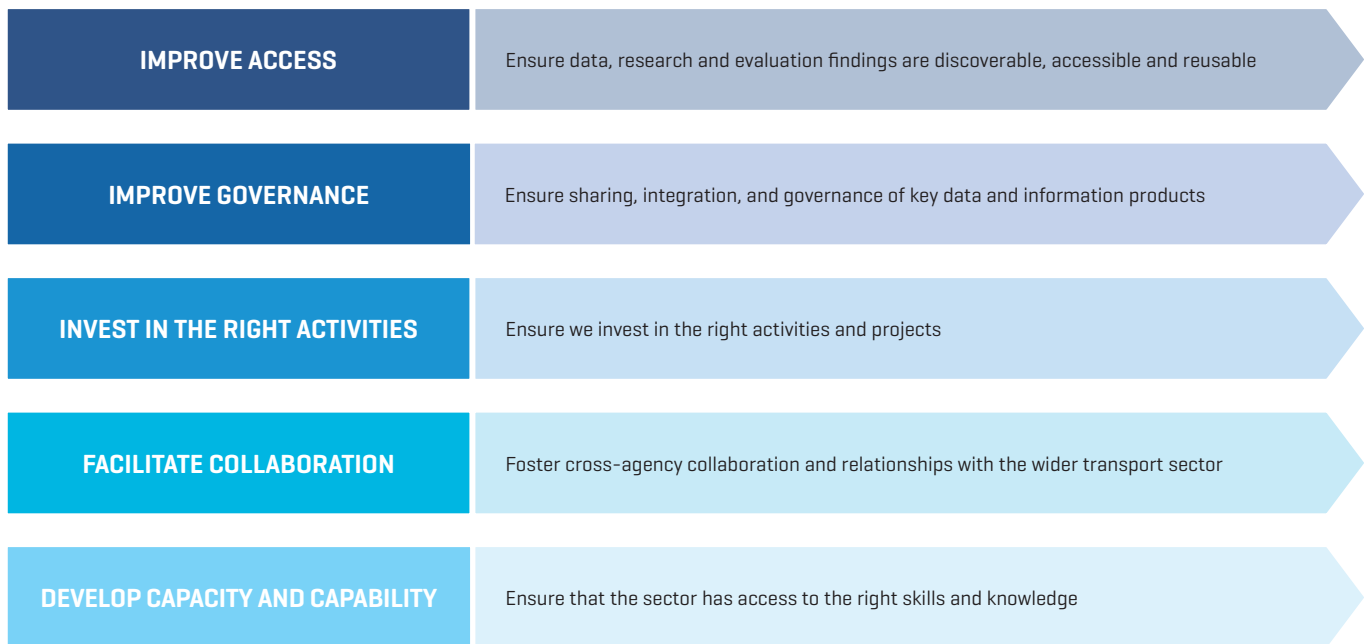 IMPROVE ACCESS
Ensure data, research and evaluation findings are discoverable, accessible and reusable
IMPROVE GOVERNANCE
Ensure sharing, integration, and governance of key data and information products
INVEST IN THE RIGHT ACTIVITIES
Ensure we invest in the right activities and projects
FACILITATE COLLABORATION
Foster cross-agency collaboration and relationships with the wider transport sector
DEVELOP CAPACITY AND CAPABILITY
Ensure that the sector has access to the right skills and knowledge